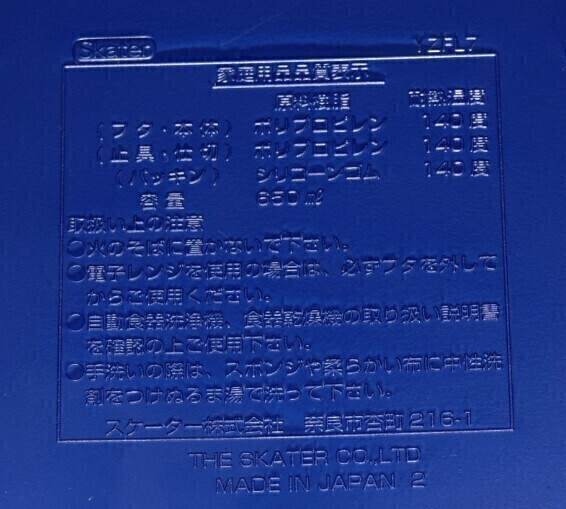 Skater YZFL7
家庭用品品質表示
原料樹脂 耐熱温度
(フタ・本体) ポリプロピレン 140度
(止具・仕切) ポリプロピレン 140度
(パッキン) シリコーンゴム 140度
容量 650㎖
取扱い上の注意
●火のそばに置かないで下さい。
●電子レンジを使用の場合は、必ずフタを外して
からご使用ください。
●自動食器洗浄機、食器乾燥機の取り扱い説明書
を確認の上ご使用下さい。
●手洗いの際は、スポンジや柔らかい布に中性洗
剤をつけぬるま湯で洗って下さい。
スケーター株式会社 奈良市杏町216-1
THE SKATER CO.,LTD
MADE IN JAPAN 2